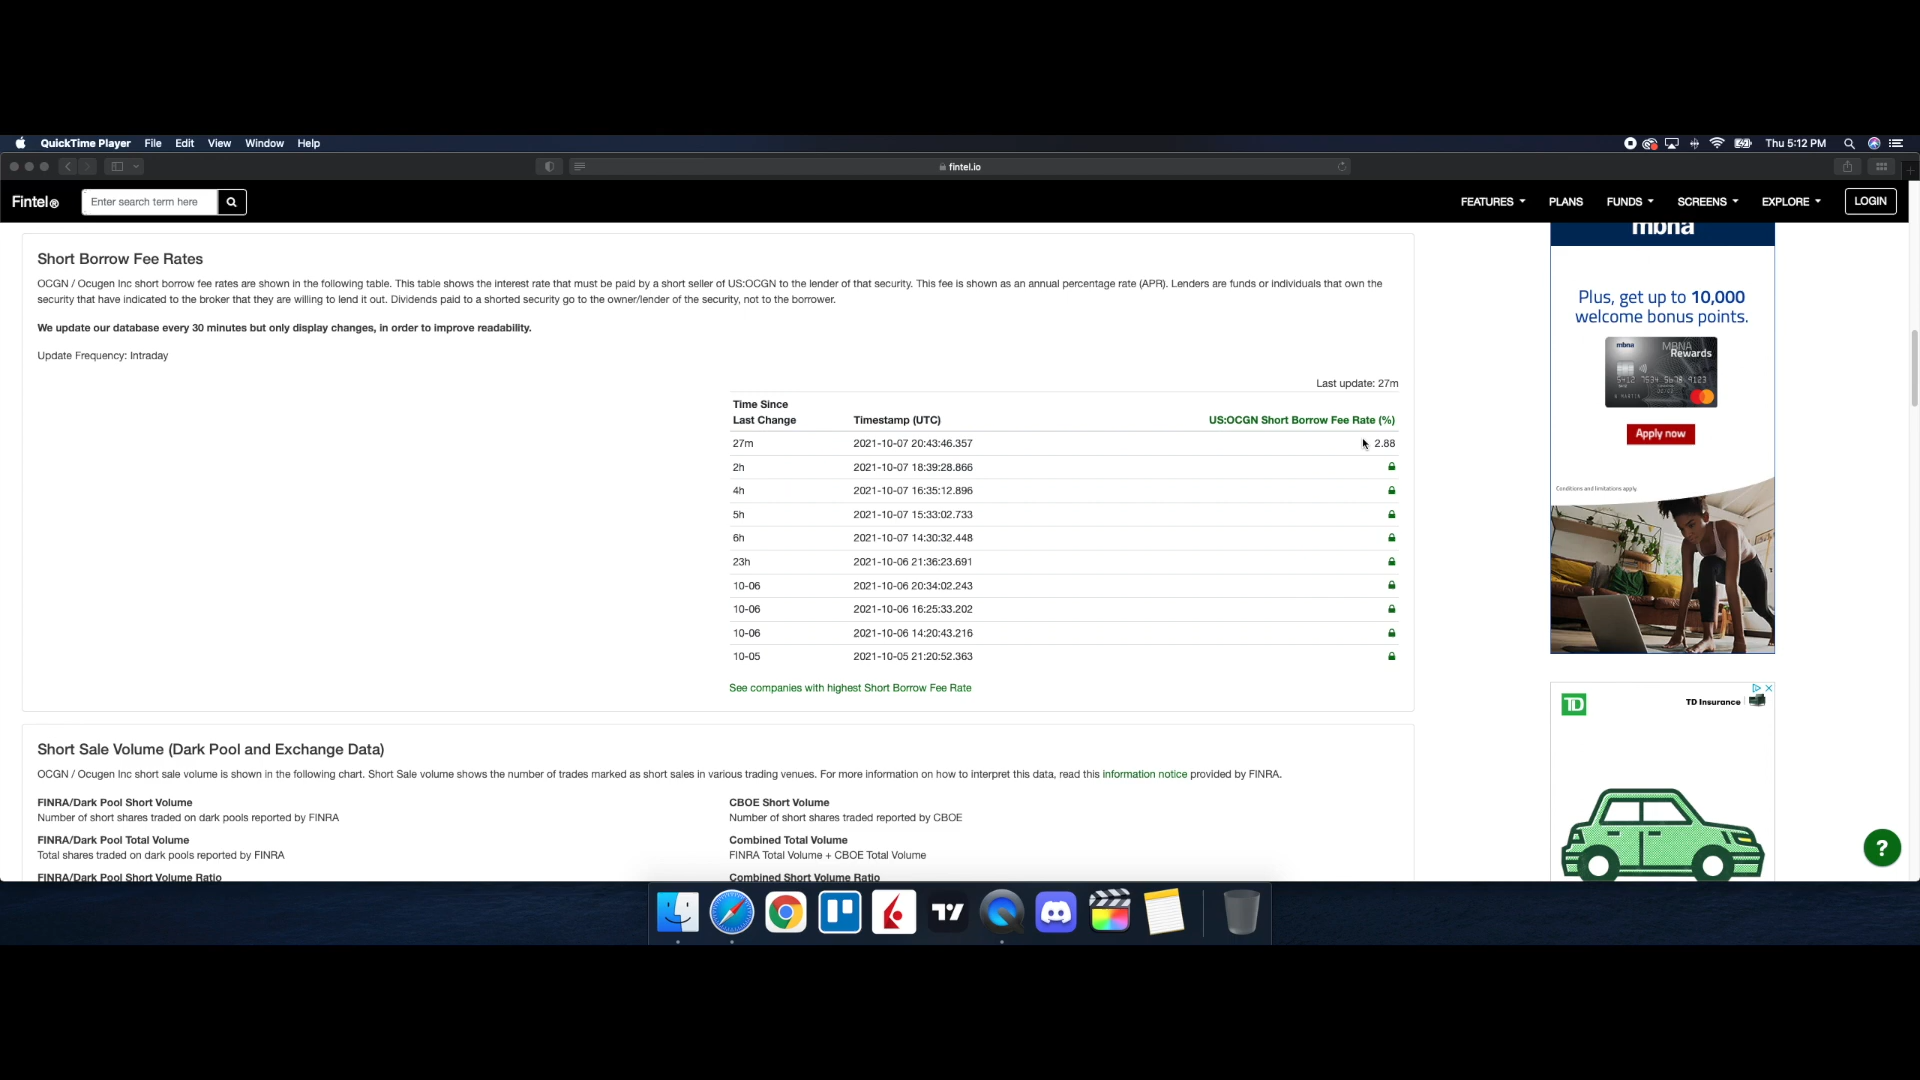 QuickTime Player File Edit View Window Help
Thu 5:12 PM
fintel.io
Fintel®
Enter search term here
FEATURES PLANS FUNDS SCREENS EXPLORE LOGIN
Short Borrow Fee Rates
OCGN / Ocugen Inc short borrow fee rates are shown in the following table. This table shows the interest rate that must be paid by a short seller of US:OCGN to the lender of that security. This fee is shown as an annual percentage rate (APR). Lenders are funds or individuals that own the
security that have indicated to the broker that they are willing to lend it out. Dividends paid to a shorted security go to the owner/lender of the security, not to the borrower.
We update our database every 30 minutes but only display changes, in order to improve readability.
Update Frequency: Intraday
Last update: 27m
Time Since
Last Change Timestamp (UTC) US:OCGN Short Borrow Fee Rate (%)
27m 2021-10-07 20:43:46.357 2.88
2h 2021-10-07 18:39:28.866
4h 2021-10-07 16:35:12.896
5h 2021-10-07 15:33:02.733
6h 2021-10-07 14:30:32.448
23h 2021-10-06 21:36:23.691
10-06 2021-10-06 20:34:02.243
10-06 2021-10-06 16:25:33.202
10-06 2021-10-06 14:20:43.216
10-05 2021-10-05 21:20:52.363
See companies with highest Short Borrow Fee Rate
Short Sale Volume (Dark Pool and Exchange Data)
OCGN / Ocugen Inc short sale volume is shown in the following chart. Short Sale volume shows the number of trades marked as short sales in various trading venues. For more information on how to interpret this data, read this information notice provided by FINRA.
FINRA/Dark Pool Short Volume
Number of short shares traded on dark pools reported by FINRA
FINRA/Dark Pool Total Volume
Total shares traded on dark pools reported by FINRA
FINRA/Dark Pool Short Volume Ratio
CBOE Short Volume
Number of short shares traded reported by CBOE
Combined Total Volume
FINRA Total Volume + CBOE Total Volume
Combined Short Volume Ratio
mbna
Plus, get up to 10,000
welcome bonus points.
mbna
MBNA
Rewards
5412 7534 5678 9123
Apply now
Conditions and limitations apply.
TD
TD Insurance
?